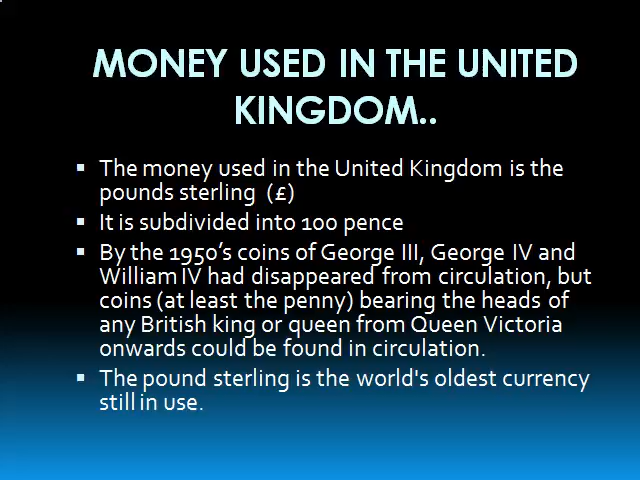 MONEY USED IN THE UNITED
KINGDOM..
▪ The money used in the United Kingdom is the
pounds sterling (£)
▪ It is subdivided into 100 pence
▪ By the 1950's coins of George III, George IV and
William IV had disappeared from circulation, but
coins (at least the penny) bearing the heads of
any British king or queen from Queen Victoria
onwards could be found in circulation.
▪ The pound sterling is the world's oldest currency
still in use.